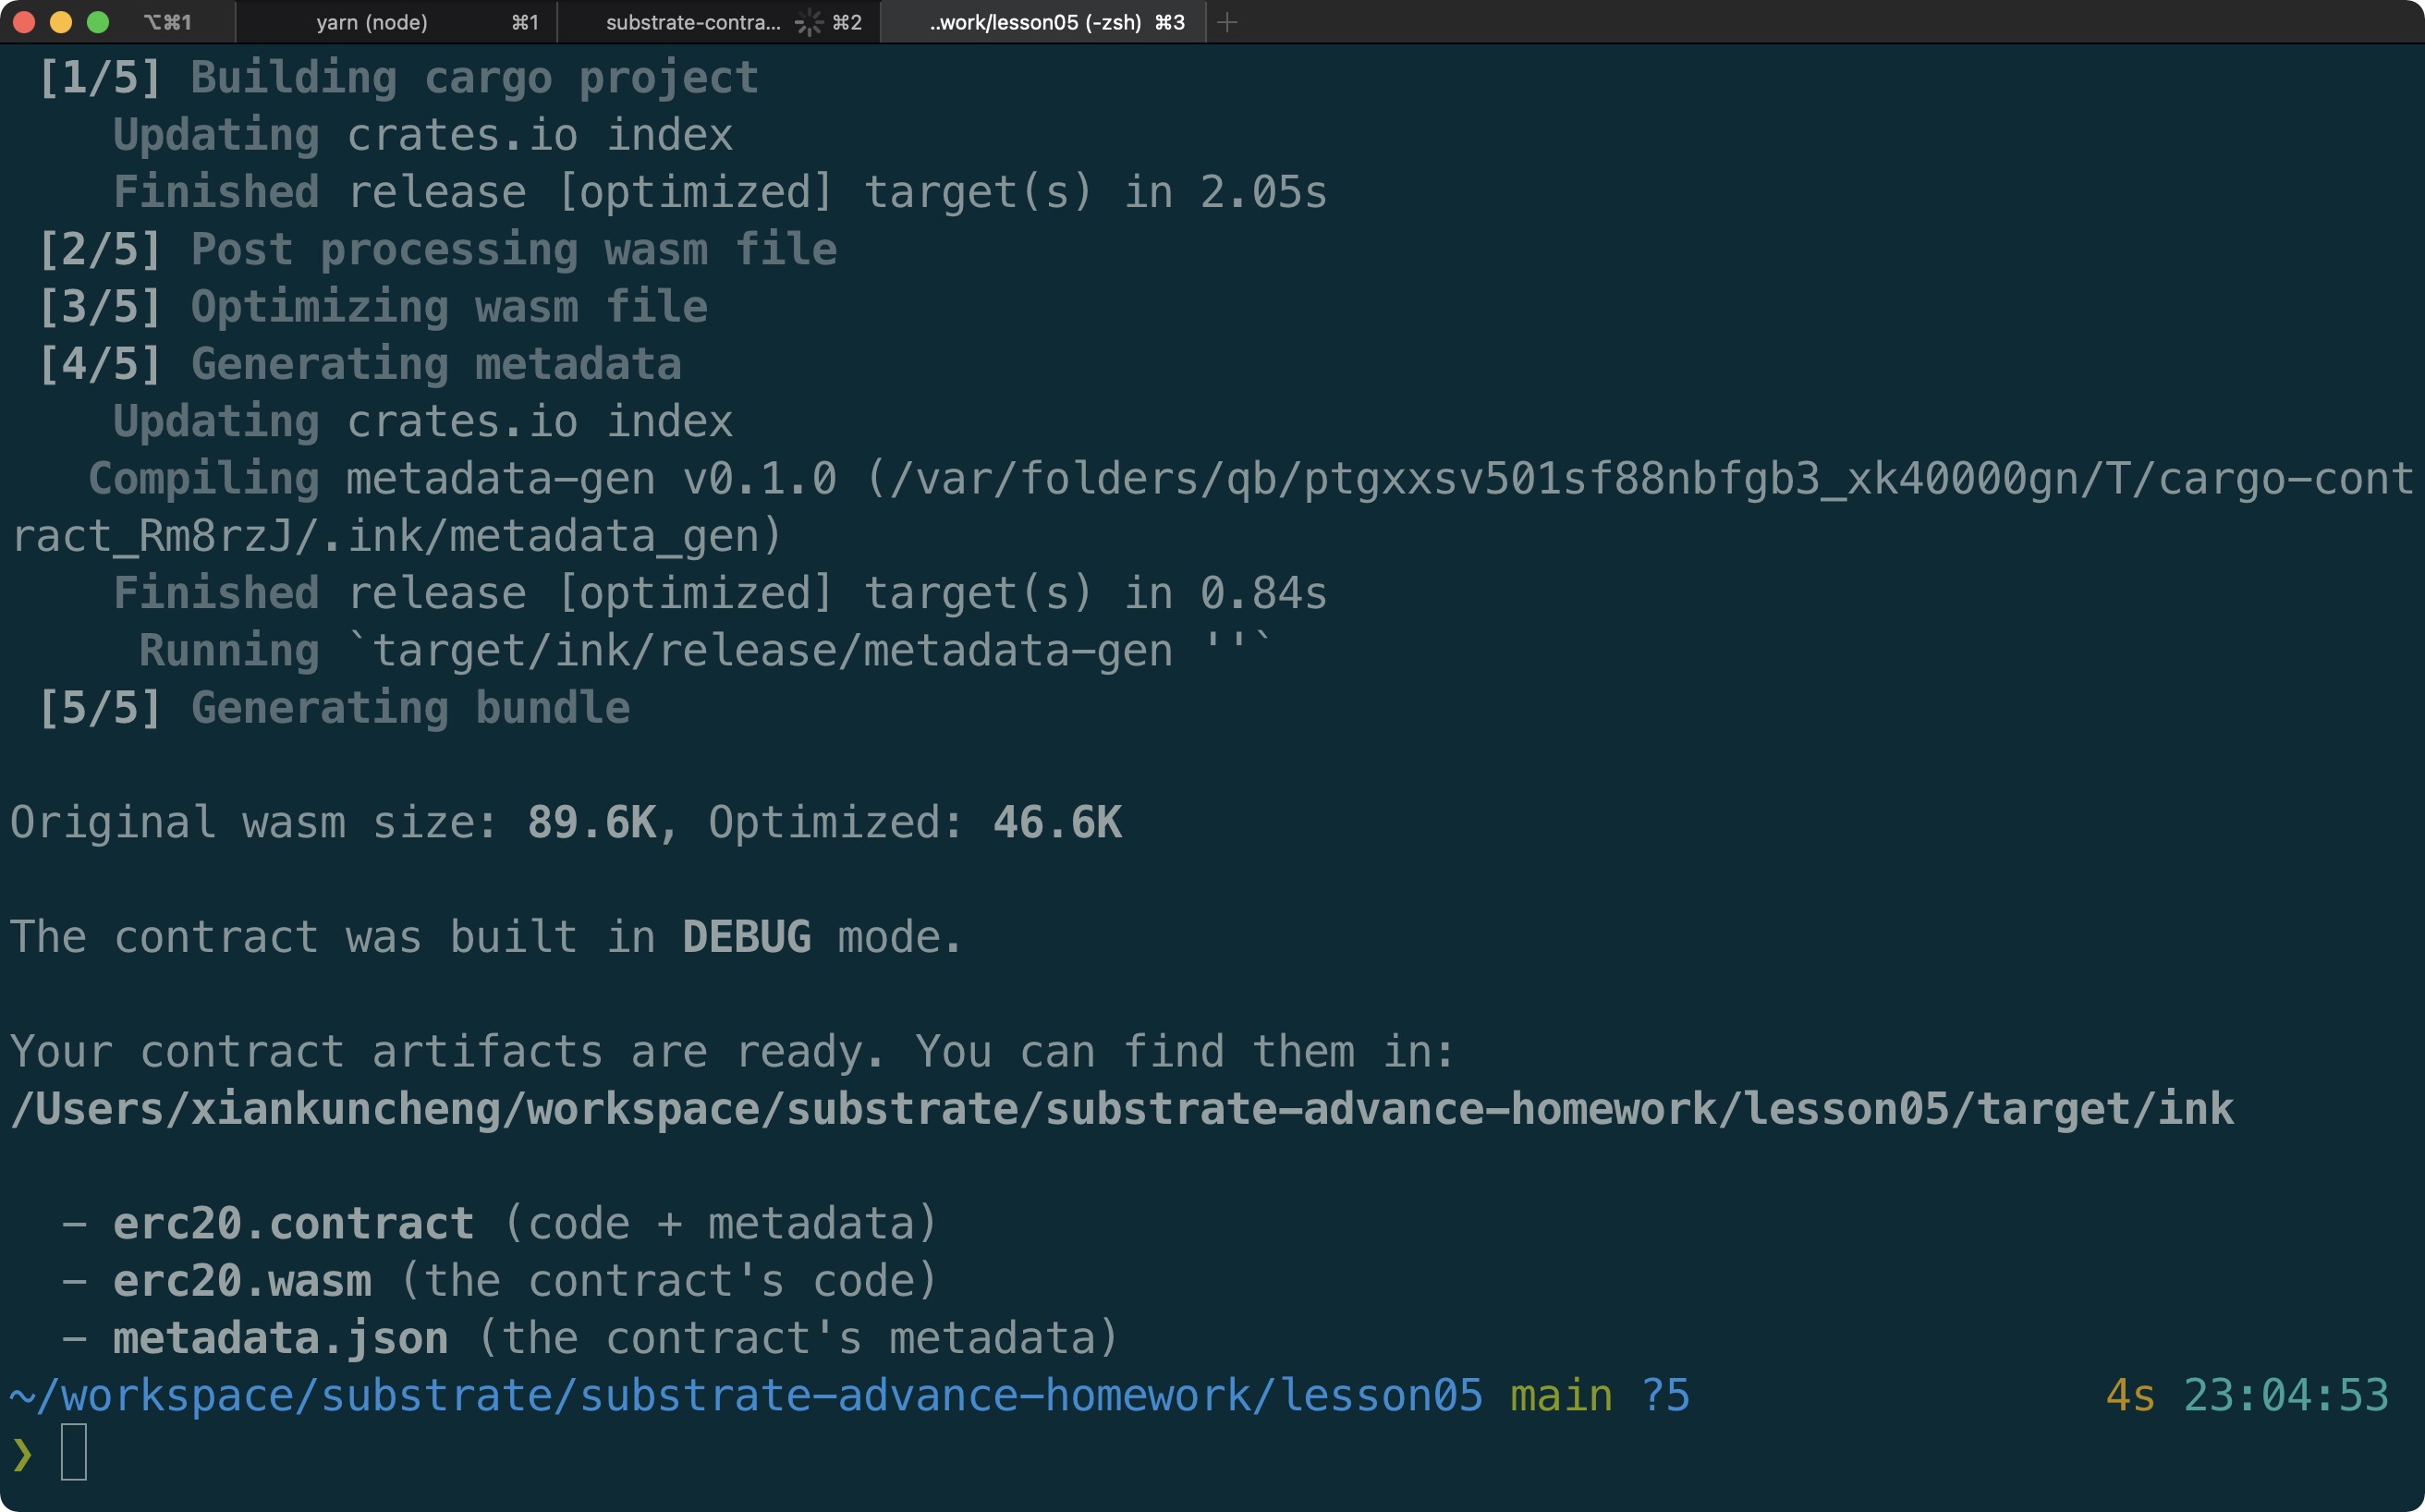 ⌥⌘1 yarn (node) ⌘1 substrate-contra... ⌘2 ..work/lesson05 (-zsh) ⌘3
[1/5] Building cargo project
Updating crates.io index
Finished release [optimized] target(s) in 2.05s
[2/5] Post processing wasm file
[3/5] Optimizing wasm file
[4/5] Generating metadata
Updating crates.io index
Compiling metadata-gen v0.1.0 (/var/folders/qb/ptgxxsv501sf88nbfgb3_xk40000gn/T/cargo-cont
ract_Rm8rzJ/.ink/metadata_gen)
Finished release [optimized] target(s) in 0.84s
Running `target/ink/release/metadata-gen ''`
[5/5] Generating bundle
Original wasm size: 89.6K, Optimized: 46.6K
The contract was built in DEBUG mode.
Your contract artifacts are ready. You can find them in:
/Users/xiankuncheng/workspace/substrate/substrate-advance-homework/lesson05/target/ink
- erc20.contract (code + metadata)
- erc20.wasm (the contract's code)
- metadata.json (the contract's metadata)
~/workspace/substrate/substrate-advance-homework/lesson05 main ?5 4s 23:04:53
❯